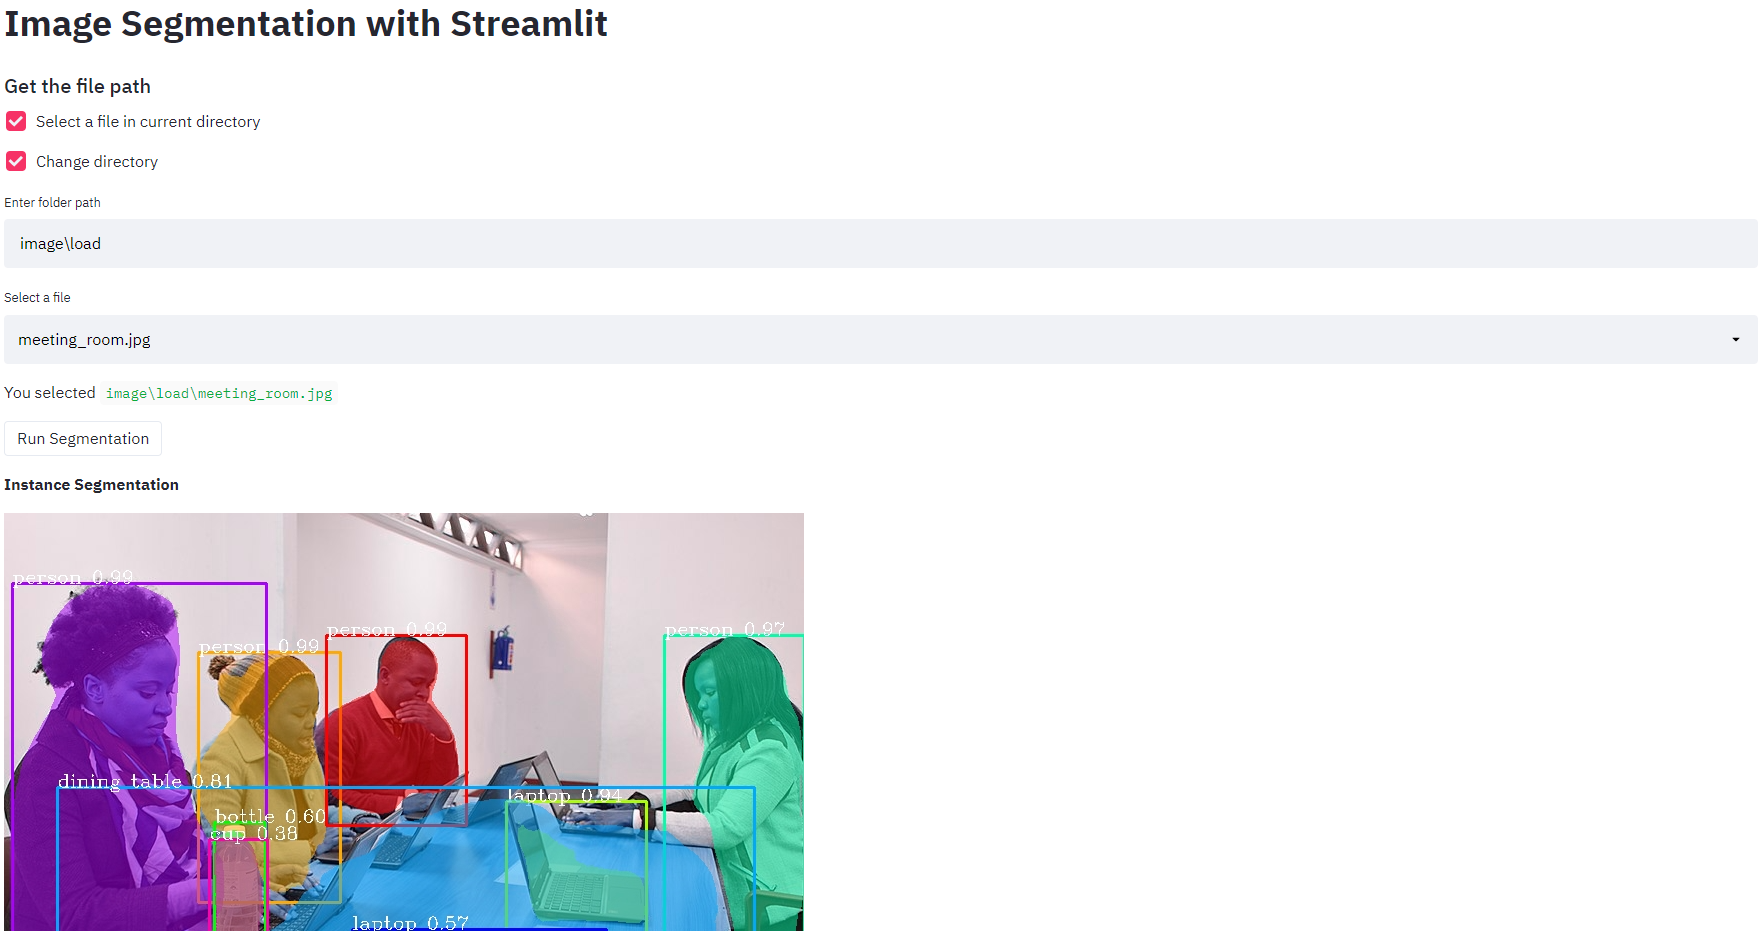 Image Segmentation with Streamlit
Get the file path
Select a file in current directory
Change directory
Enter folder path
image\load
Select a file
meeting_room.jpg
You selected image\load\meeting_room.jpg
Run Segmentation
Instance Segmentation
person 0.99
person 0.99
person 0.99
person 0.97
dining table 0.81
laptop 0.94
bottle 0.60
cup 0.38
laptop 0.57